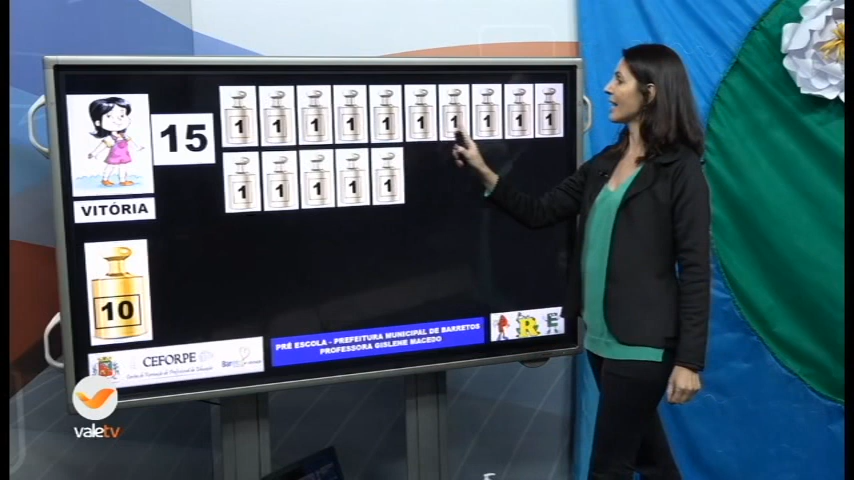 15
1 1 1 1 1 1 1 1 1 1
1 1 1 1 1
VITÓRIA
10
CEFORPE
PRÉ ESCOLA - PREFEITURA MUNICIPAL DE BARRETOS
PROFESSORA GISLENE MACEDO
A R E
valetv